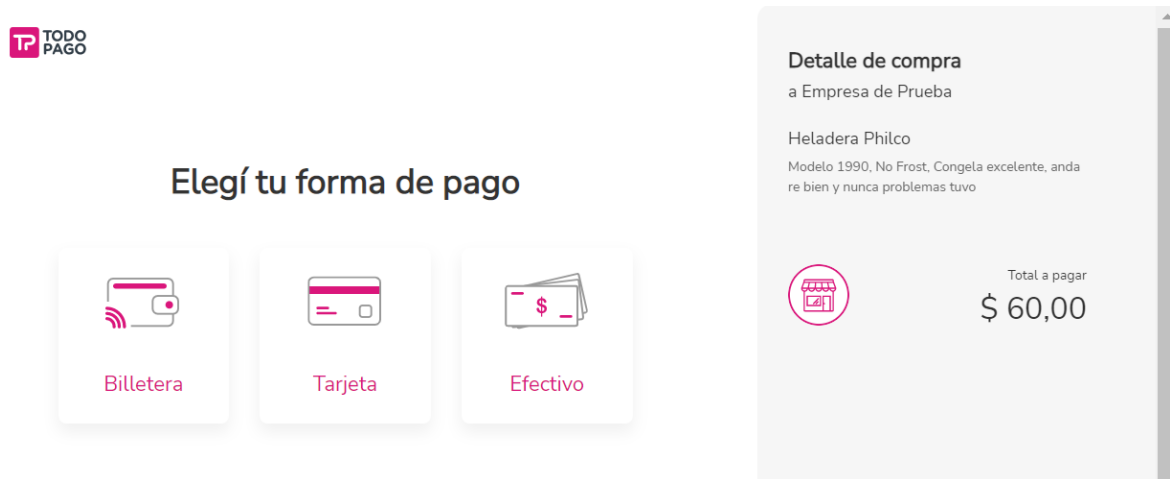 TODO
PAGO
Elegí tu forma de pago
Billetera
Tarjeta
Efectivo
Detalle de compra
a Empresa de Prueba
Heladera Philco
Modelo 1990, No Frost, Congela excelente, anda
re bien y nunca problemas tuvo
Total a pagar
$ 60,00